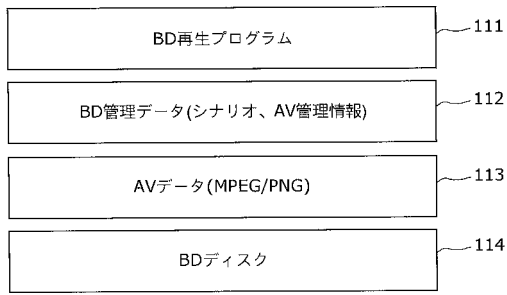 BD再生プログラム
111
BD管理データ(シナリオ、AV管理情報)
112
AVデータ(MPEG/PNG)
113
BDディスク
114